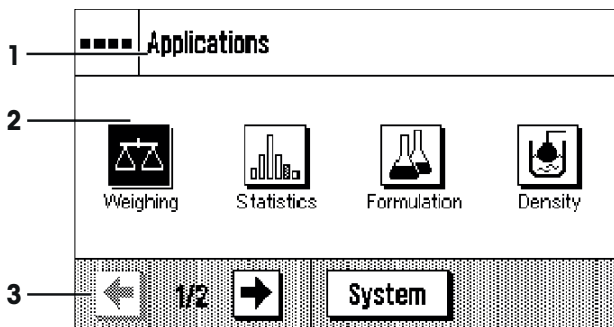 1
Applications
2
Weighing
Statistics
Formulation
Density
3
1/2
System